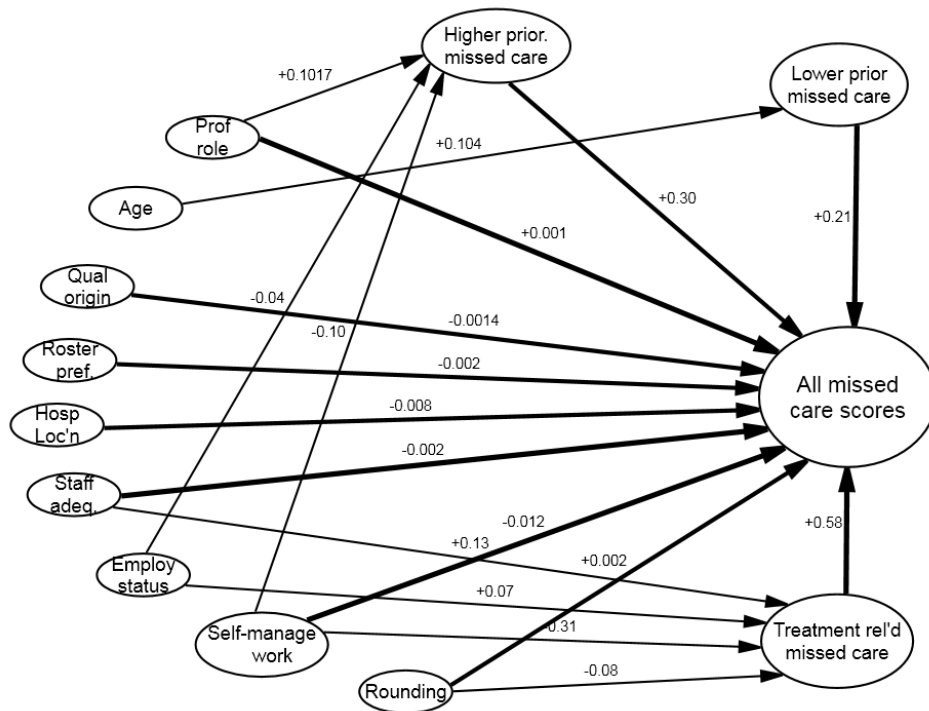 Higher prior.
missed care
+0.1017
Lower prior
missed care
Prof
role
+0.104
Age
+0.30
+0.21
+0.001
Qual
origin
-0.04
-0.0014
-0.10
Roster
pref.
-0.002
All missed
care scores
Hosp
Loc'n
-0.008
-0.002
Staff
adeq.
-0.012
+0.58
+0.13
+0.002
Employ
status
+0.07
Self-manage
work
0.31
Treatment rel'd
missed care
-0.08
Rounding